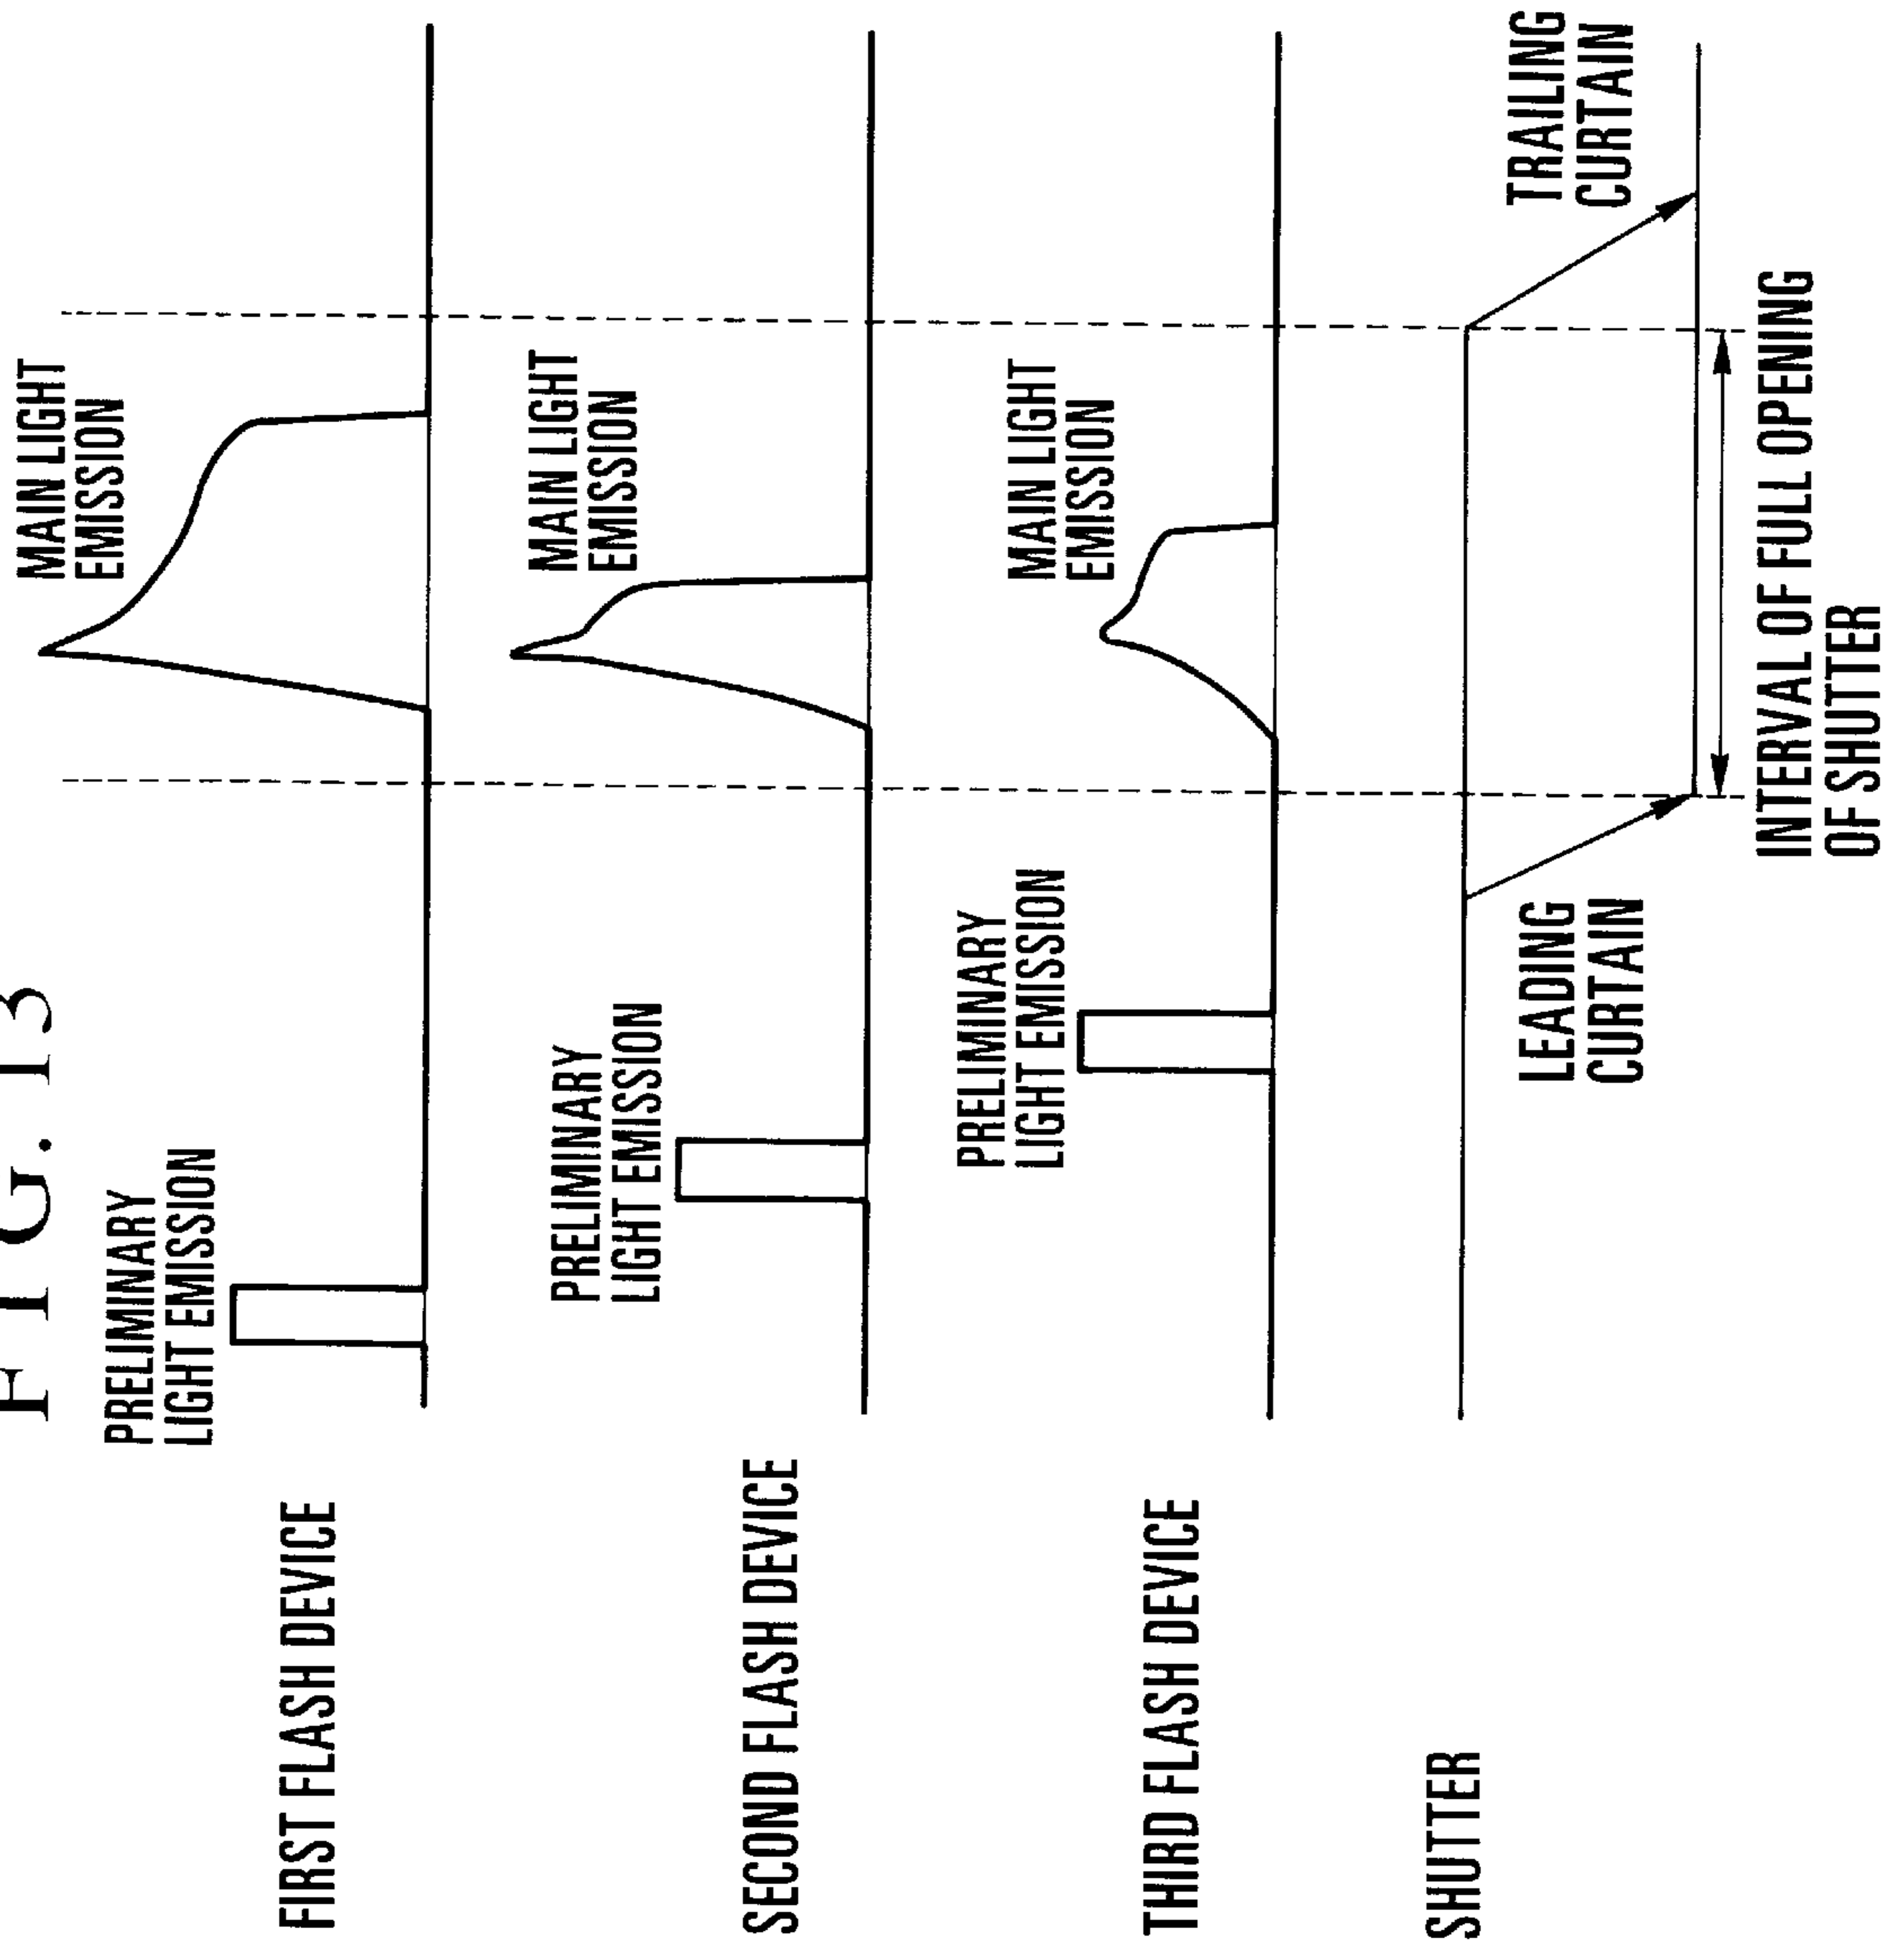 FIG. 13
MAIN LIGHT
EMISSION
PRELIMINARY
LIGHT EMISSION
FIRST FLASH DEVICE
MAIN LIGHT
EMISSION
PRELIMINARY
LIGHT EMISSION
SECOND FLASH DEVICE
MAIN LIGHT
EMISSION
PRELIMINARY
LIGHT EMISSION
THIRD FLASH DEVICE
SHUTTER
LEADING
CURTAIN
TRAILING
CURTAIN
INTERVAL OF FULL OPENING
OF SHUTTER